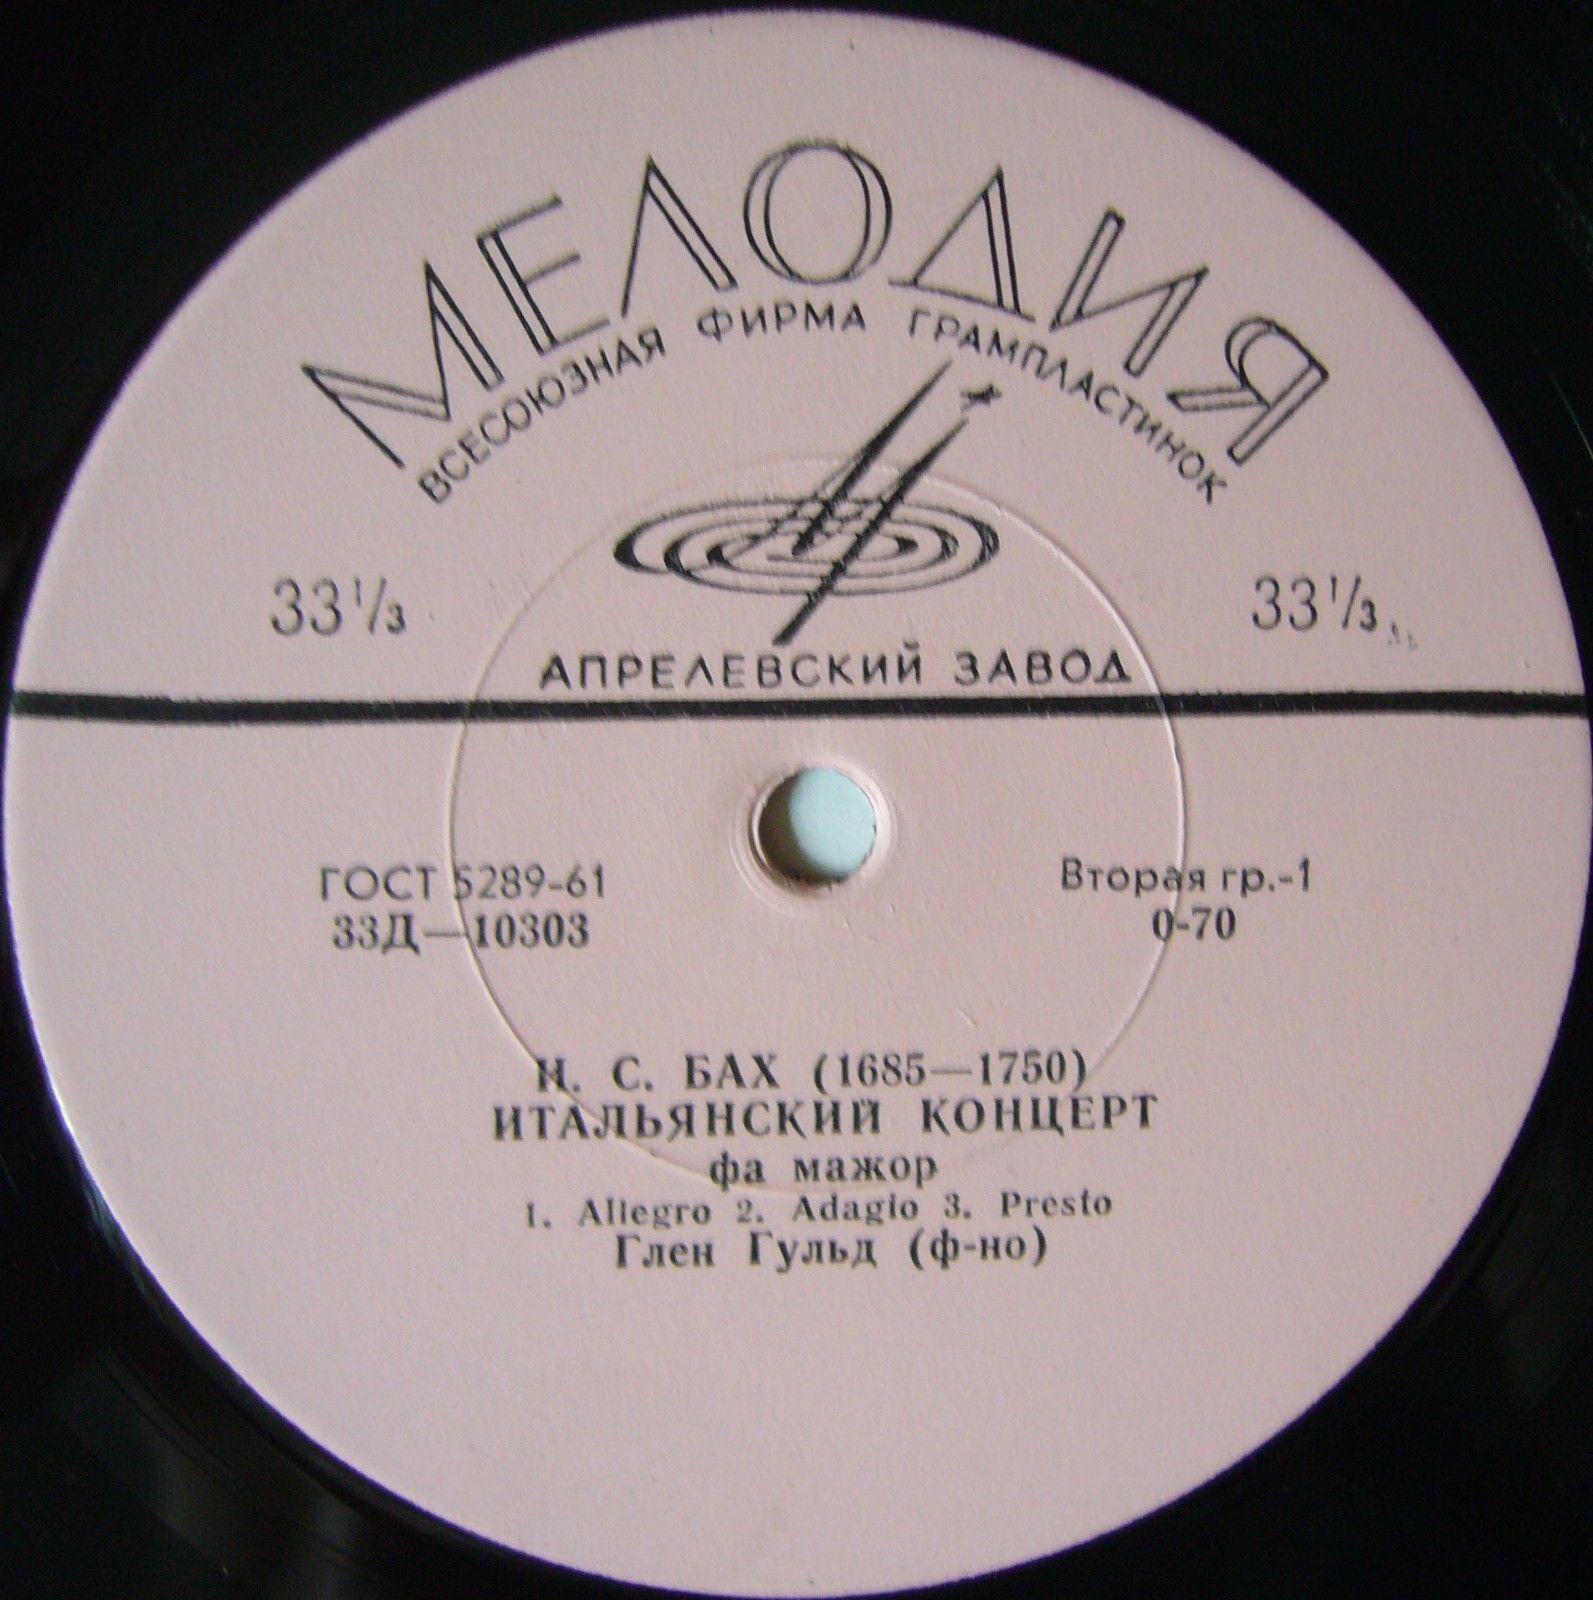 МЕЛОДИЯ
ВСЕСОЮЗНАЯ ФИРМА ГРАМПЛАСТИНОК
33⅓ 33⅓
АПРЕЛЕВСКИЙ ЗАВОД
ГОСТ 5289-61 Вторая гр.-1
33Д—10303 0-70
И. С. БАХ (1685—1750)
ИТАЛЬЯНСКИЙ КОНЦЕРТ
фа мажор
1. Allegro 2. Adagio 3. Presto
Глен Гульд (ф-но)